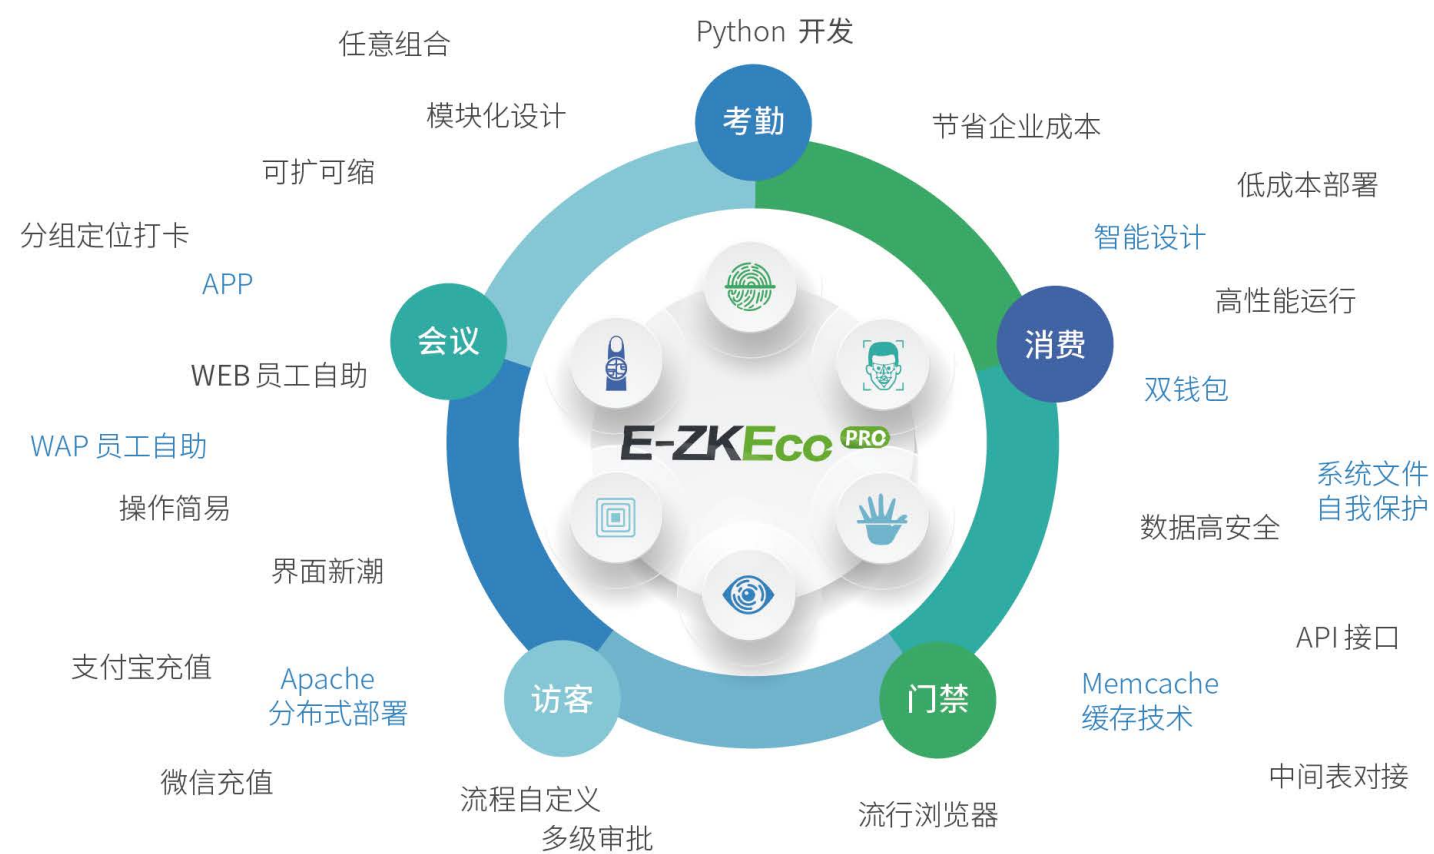 Python 开发
任意组合
模块化设计
考勤
节省企业成本
可扩可缩
低成本部署
分组定位打卡
智能设计
APP
高性能运行
会议
消费
WEB 员工自助
双钱包
WAP 员工自助
E-ZKEco PRO
系统文件
自我保护
操作简易
数据高安全
界面新潮
API 接口
支付宝充值
Apache
分布式部署
访客
门禁
Memcache
缓存技术
微信充值
中间表对接
流程自定义
多级审批
流行浏览器